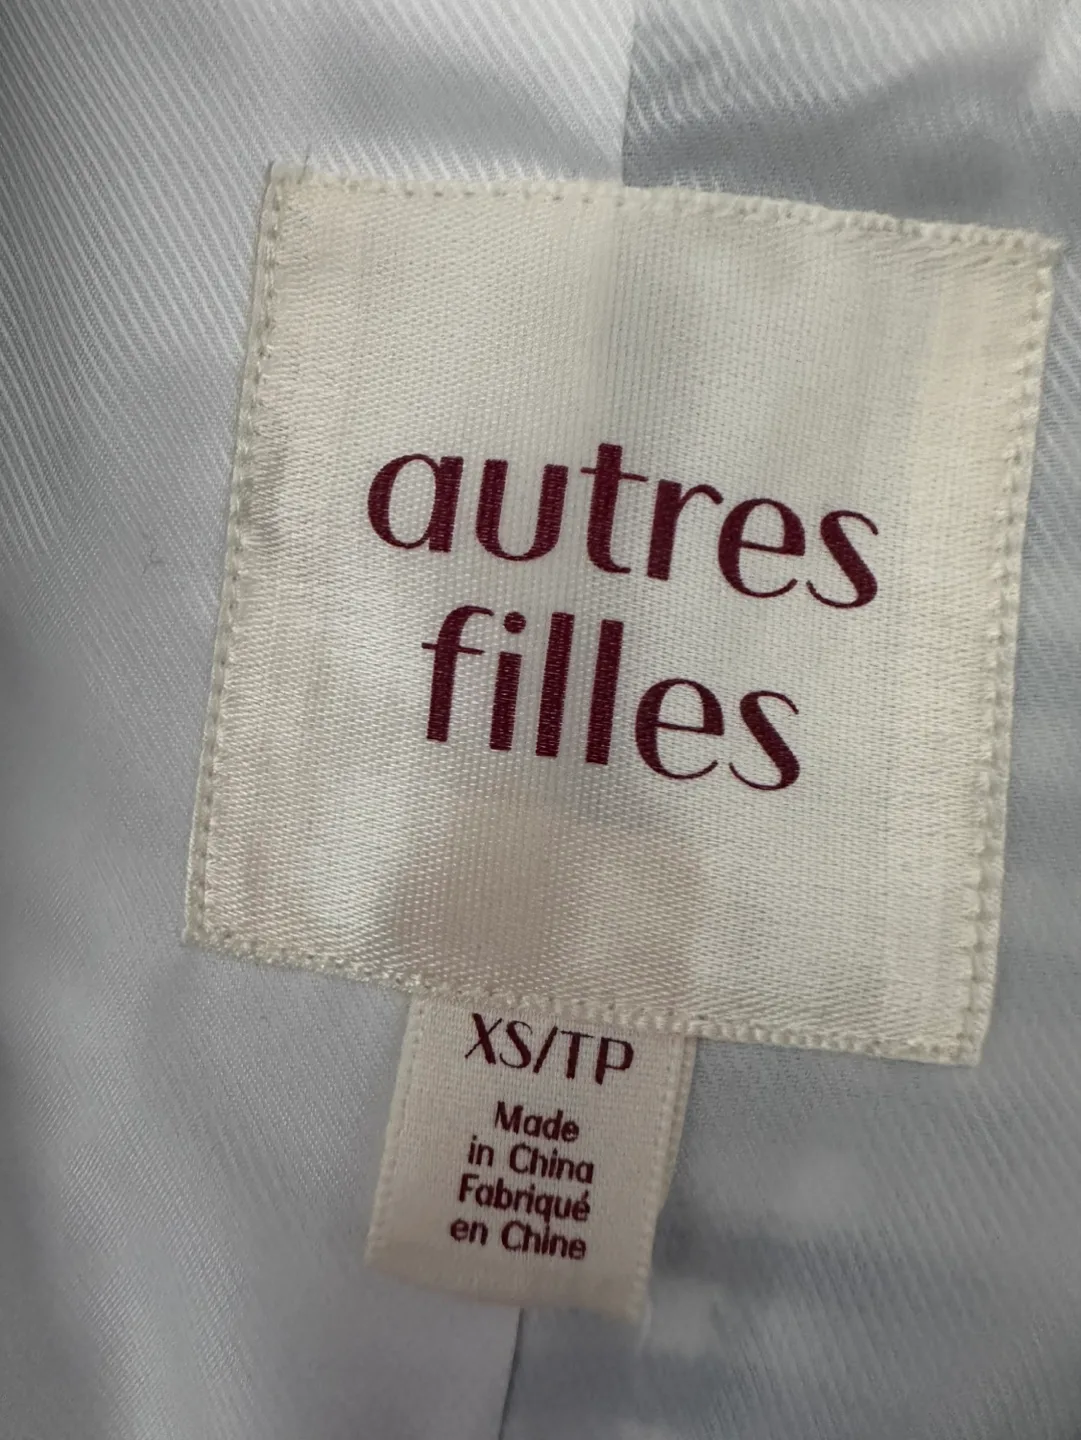 autres
filles
XS/TP
Made
in China
Fabriqué
en Chine